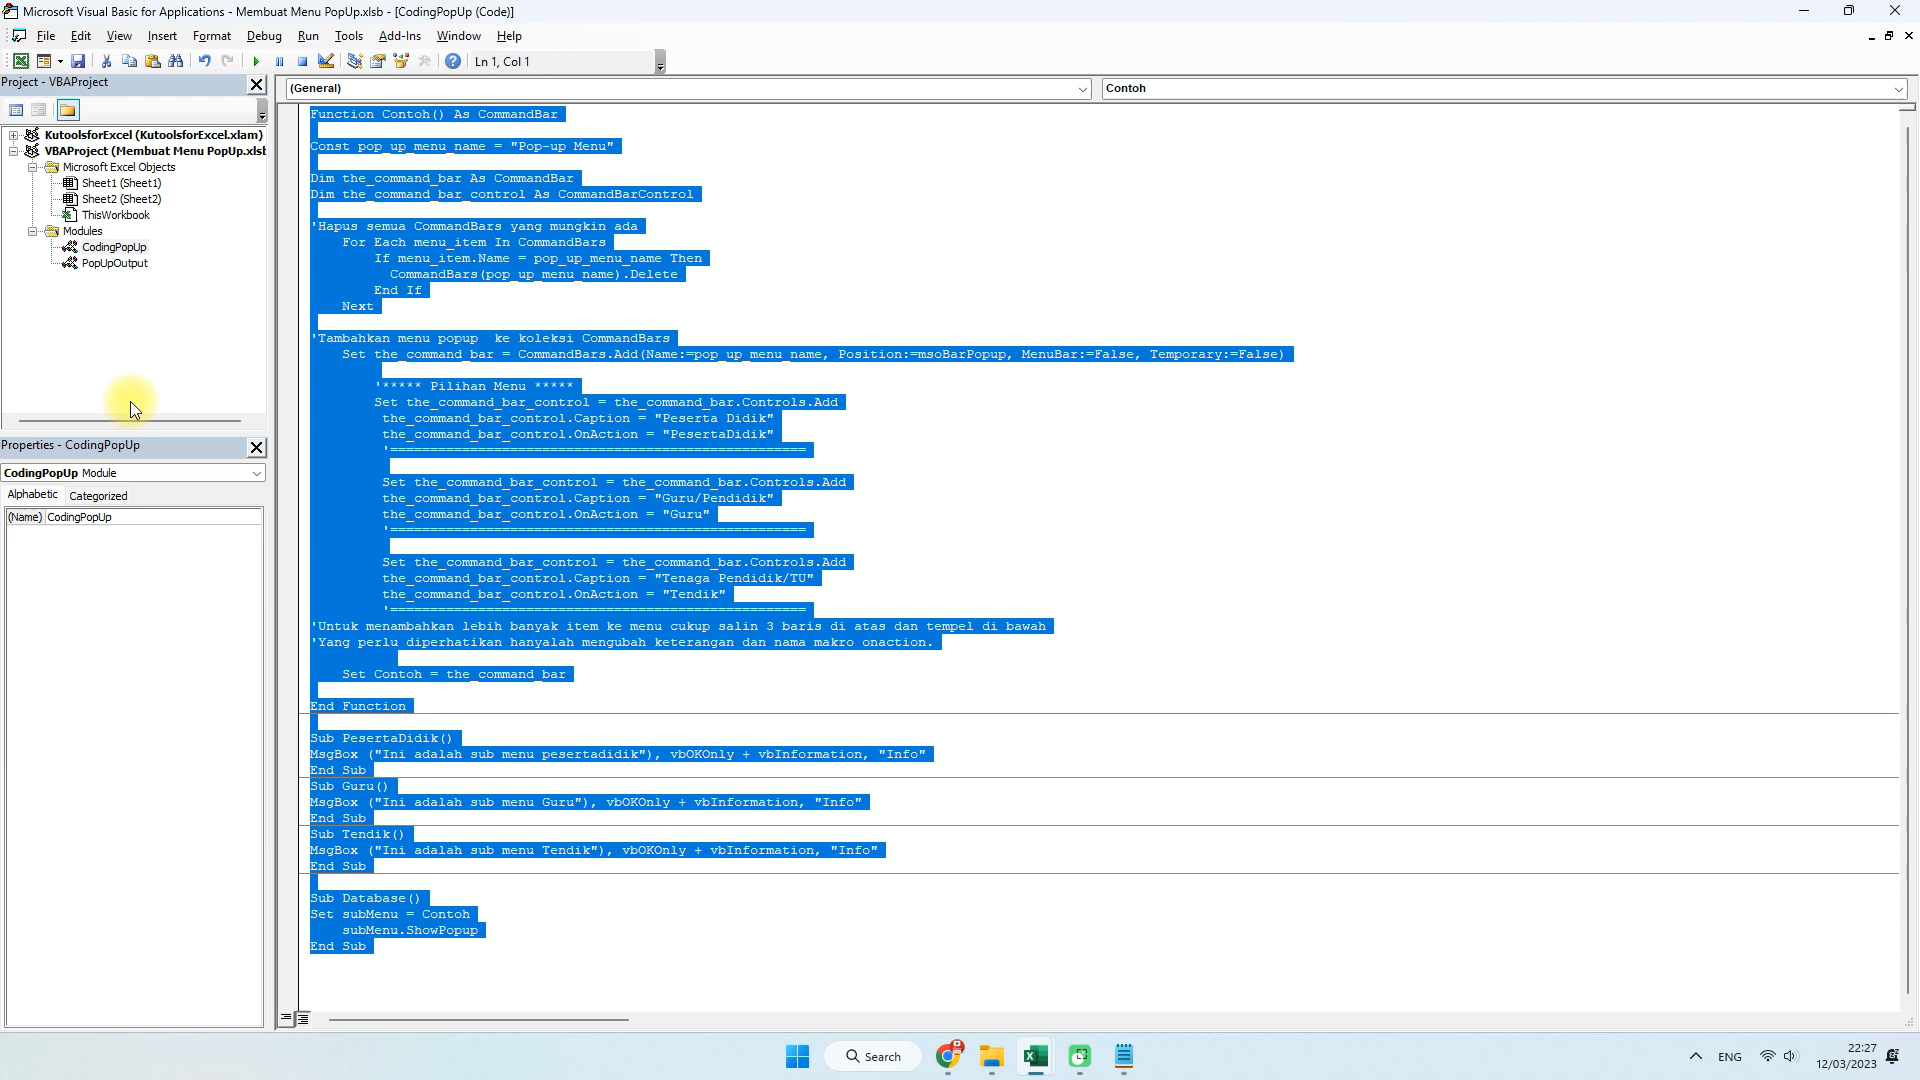 Microsoft Visual Basic for Applications - Membuat Menu PopUp.xlsb - [CodingPopUp (Code)]
File Edit View Insert Format Debug Run Tools Add-Ins Window Help
Ln 1, Col 1
Project - VBAProject
(General)
Contoh
KutoolsforExcel (KutoolsforExcel.xlam)
VBAProject (Membuat Menu PopUp.xlsb
Microsoft Excel Objects
Sheet1 (Sheet1)
Sheet2 (Sheet2)
ThisWorkbook
Modules
CodingPopUp
PopUpOutput
Properties - CodingPopUp
CodingPopUp Module
Alphabetic Categorized
(Name) CodingPopUp
Function Contoh() As CommandBar
Const pop_up_menu_name = "Pop-up Menu"
Dim the_command_bar As CommandBar
Dim the_command_bar_control As CommandBarControl
'Hapus semua CommandBars yang mungkin ada
For Each menu_item In CommandBars
If menu_item.Name = pop_up_menu_name Then
CommandBars(pop_up_menu_name).Delete
End If
Next
'Tambahkan menu popup  ke koleksi CommandBars
Set the_command_bar = CommandBars.Add(Name:=pop_up_menu_name, Position:=msoBarPopup, MenuBar:=False, Temporary:=False)
'***** Pilihan Menu *****
Set the_command_bar_control = the_command_bar.Controls.Add
the_command_bar_control.Caption = "Peserta Didik"
the_command_bar_control.OnAction = "PesertaDidik"
'====================================================
Set the_command_bar_control = the_command_bar.Controls.Add
the_command_bar_control.Caption = "Guru/Pendidik"
the_command_bar_control.OnAction = "Guru"
'====================================================
Set the_command_bar_control = the_command_bar.Controls.Add
the_command_bar_control.Caption = "Tenaga Pendidik/TU"
the_command_bar_control.OnAction = "Tendik"
'====================================================
'Untuk menambahkan lebih banyak item ke menu cukup salin 3 baris di atas dan tempel di bawah
'Yang perlu diperhatikan hanyalah mengubah keterangan dan nama makro onaction.
Set Contoh = the_command_bar
End Function
Sub PesertaDidik()
MsgBox ("Ini adalah sub menu pesertadidik"), vbOKOnly + vbInformation, "Info"
End Sub
Sub Guru()
MsgBox ("Ini adalah sub menu Guru"), vbOKOnly + vbInformation, "Info"
End Sub
Sub Tendik()
MsgBox ("Ini adalah sub menu Tendik"), vbOKOnly + vbInformation, "Info"
End Sub
Sub Database()
Set subMenu = Contoh
subMenu.ShowPopup
End Sub
Search
ENG
22:27
12/03/2023